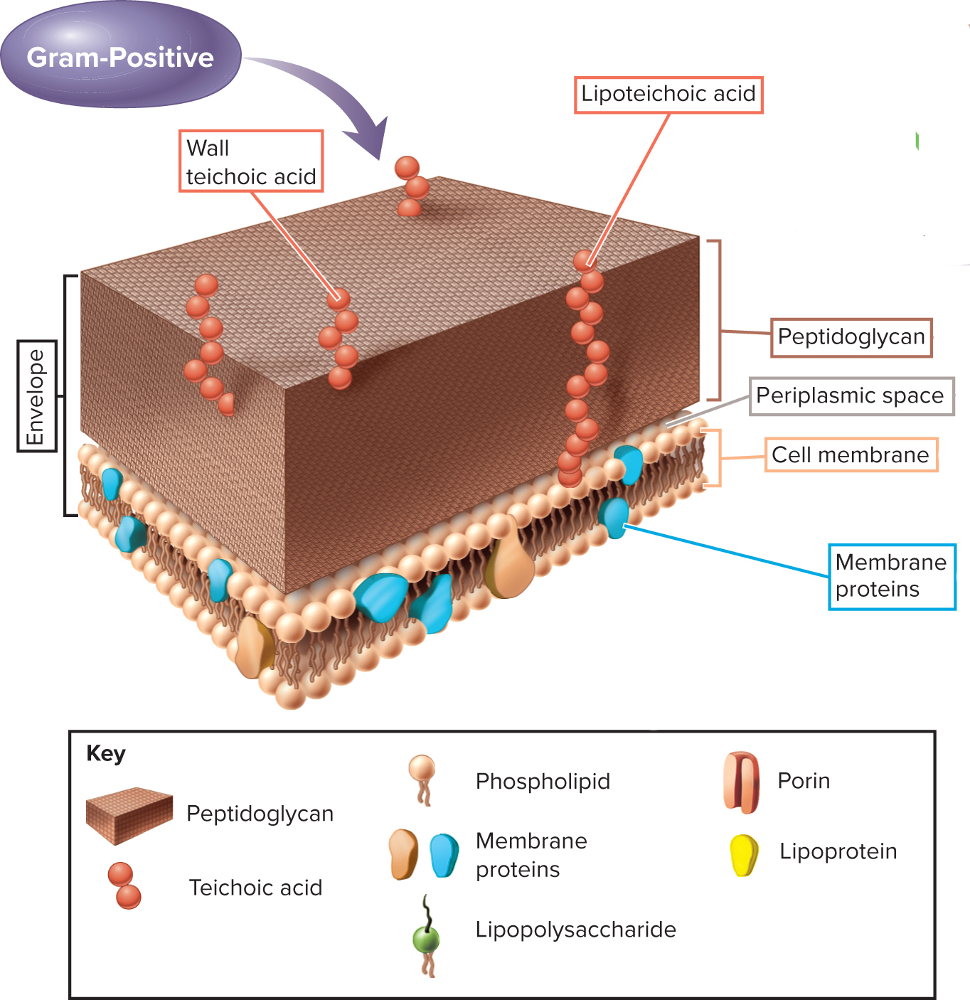 Gram-Positive
Lipoteichoic acid
Wall
teichoic acid
Envelope
Peptidoglycan
Periplasmic space
Cell membrane
Membrane
proteins
Key
Peptidoglycan
Teichoic acid
Phospholipid
Membrane
proteins
Lipopolysaccharide
Porin
Lipoprotein